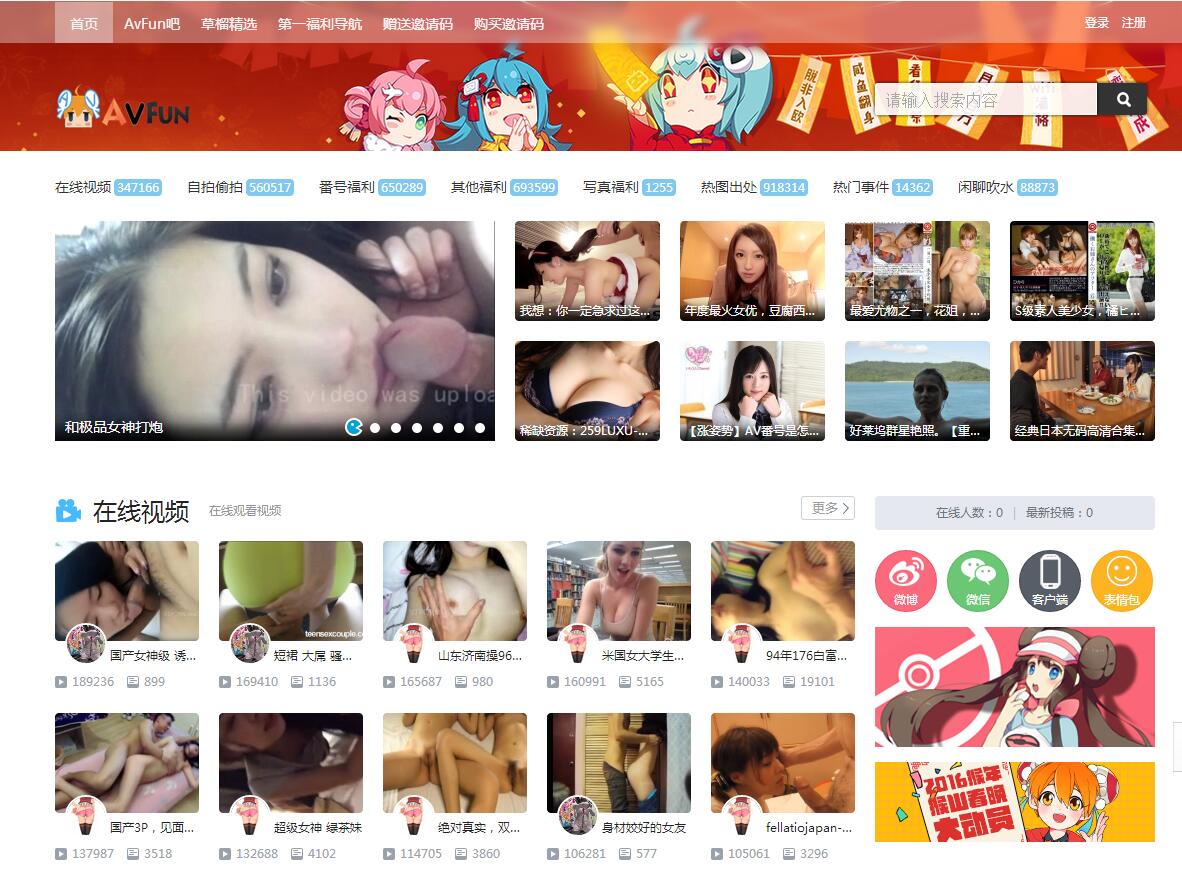 首页 AvFun吧 草榴精选 第一福利导航 赠送邀请码 购买邀请码 登录 注册
AvFun
脱非入欧 咸鱼翻身
请输入搜索内容
在线视频 347166 自拍偷拍 560517 番号福利 650289 其他福利 693599 写真福利 1255 热图出处 918314 热门事件 14362 闲聊吹水 88873
This video was uploa
和极品女神打炮
我想：你一定急求过这...
年度最火女优，豆腐西...
最爱尤物之一，花姐，...
S级素人美少女，橘ヒ...
稀缺资源：259LUXU-...
【涨姿势】AV番号是怎...
好莱坞群星艳照。【重...
经典日本无码高清合集...
在线视频 在线观看视频 更多
teensexcouple.com
国产女神级 诱...
189236 899
短裙 大屌 骚...
169410 1136
山东济南操96...
165687 980
米国女大学生...
160991 5165
94年176白富...
140033 19101
国产3P，见面...
137987 3518
超级女神 绿茶妹
132688 4102
绝对真实，双...
114705 3860
身材姣好的女友
106281 577
fellatiojapan-...
105061 3296
在线人数：0 | 最新投稿：0
微博 微信 客户端 表情包
2016猴年
猴山春晚
大动员